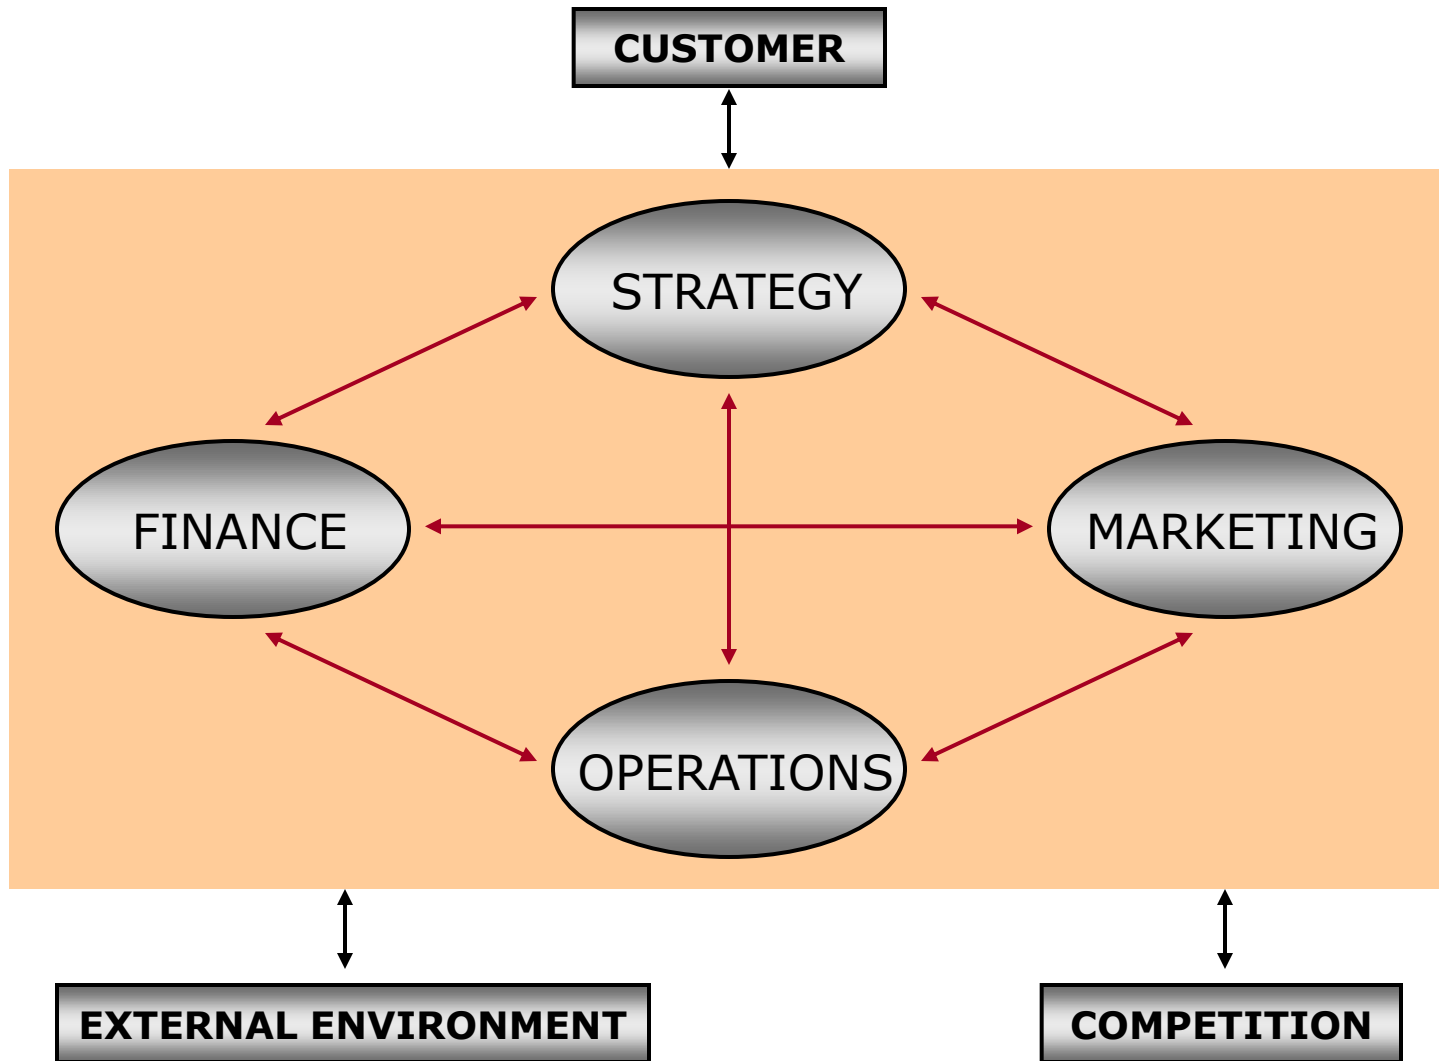 CUSTOMER
STRATEGY
FINANCE
MARKETING
OPERATIONS
EXTERNAL ENVIRONMENT
COMPETITION